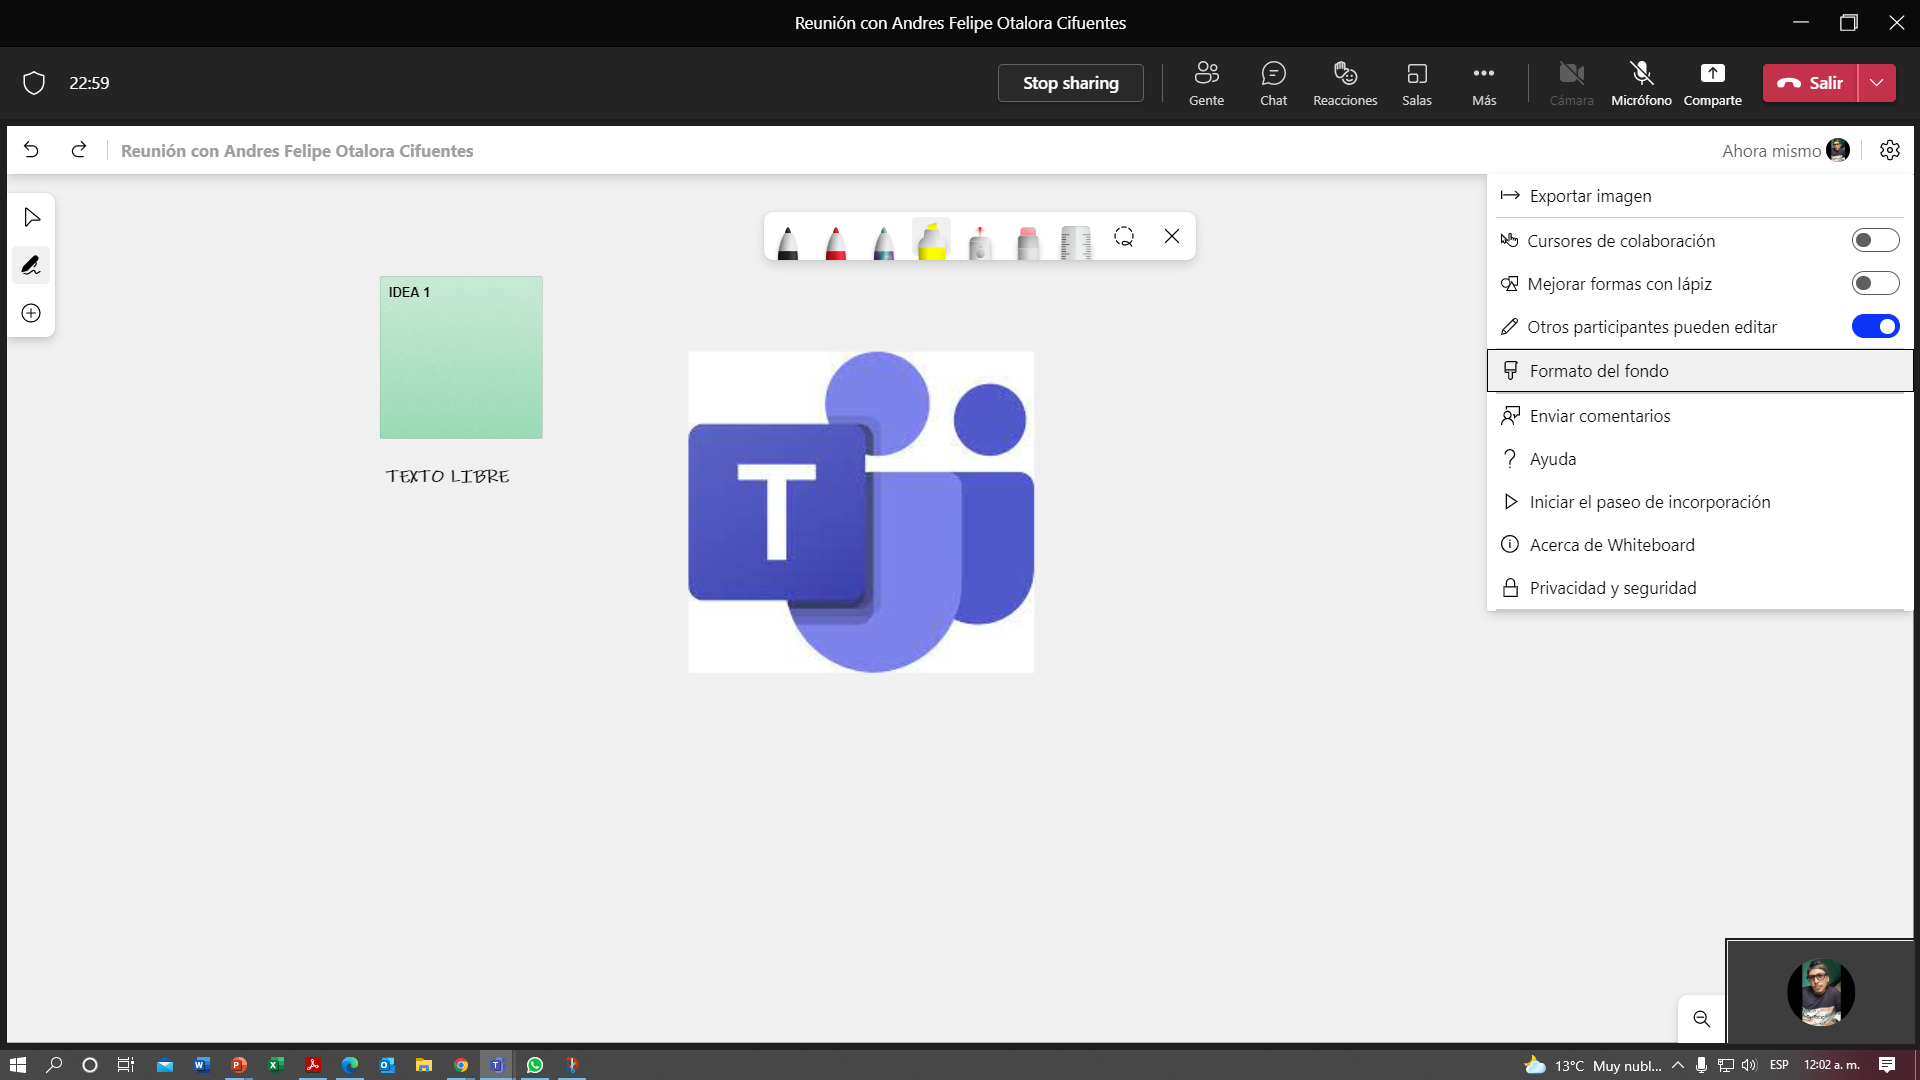 Reunión con Andres Felipe Otalora Cifuentes
22:59
Stop sharing
Gente
Chat
Reacciones
Salas
Más
Cámara
Micrófono
Comparte
Salir
Reunión con Andres Felipe Otalora Cifuentes
Ahora mismo
Exportar imagen
Cursores de colaboración
Mejorar formas con lápiz
Otros participantes pueden editar
Formato del fondo
Enviar comentarios
Ayuda
Iniciar el paseo de incorporación
Acerca de Whiteboard
Privacidad y seguridad
IDEA 1
TEXTO LIBRE
T
13°C Muy nubl...
ESP
12:02 a. m.